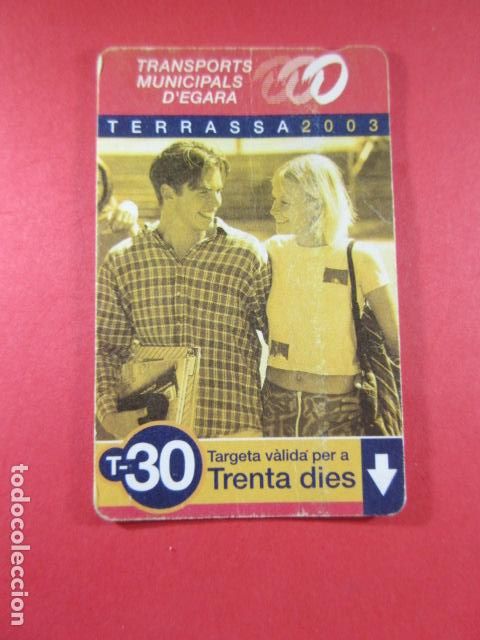 TRANSPORTS
MUNICIPALS
D'EGARA
TERRASSA2003
T-30
Targeta vàlida per a
Trenta dies
todocoleccion